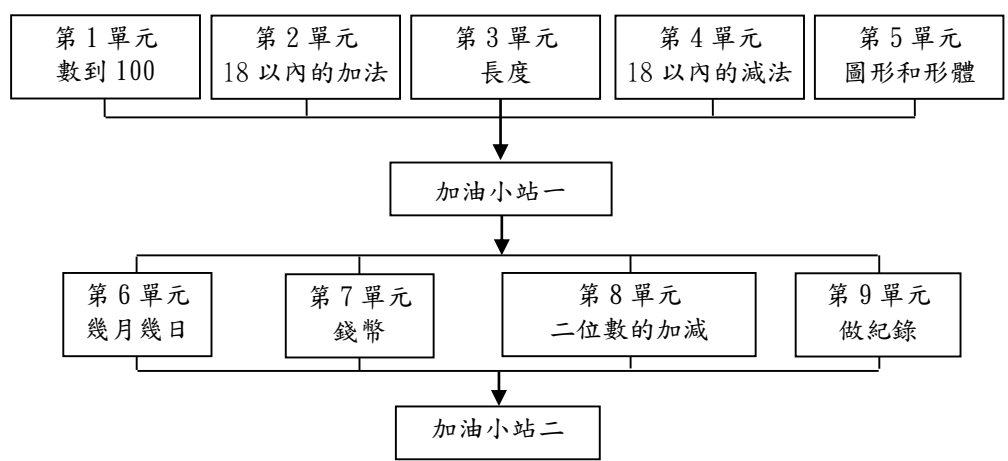 第 1 單元
數到 100
第 2 單元
18 以內的加法
第 3 單元
長度
第 4 單元
18 以內的減法
第 5 單元
圖形和形體
加油小站一
第 6 單元
幾月幾日
第 7 單元
錢幣
第 8 單元
二位數的加減
第 9 單元
做紀錄
加油小站二